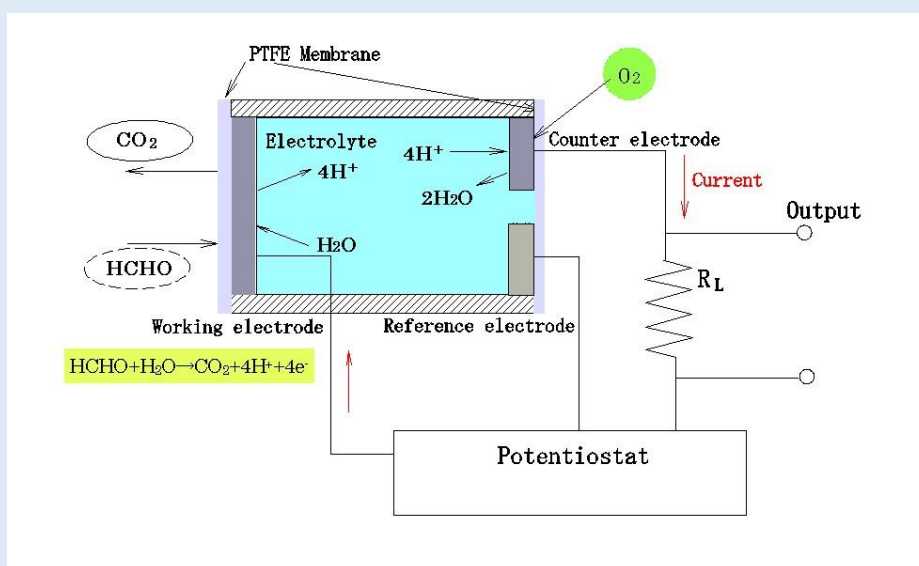 PTFE Membrane
O₂
CO₂
Electrolyte
4H⁺
4H⁺
Counter electrode
2H₂O
Current
Output
H₂O
HCHO
R_L
Working electrode
Reference electrode
HCHO+H₂O→CO₂+4H⁺+4e⁻
Potentiostat